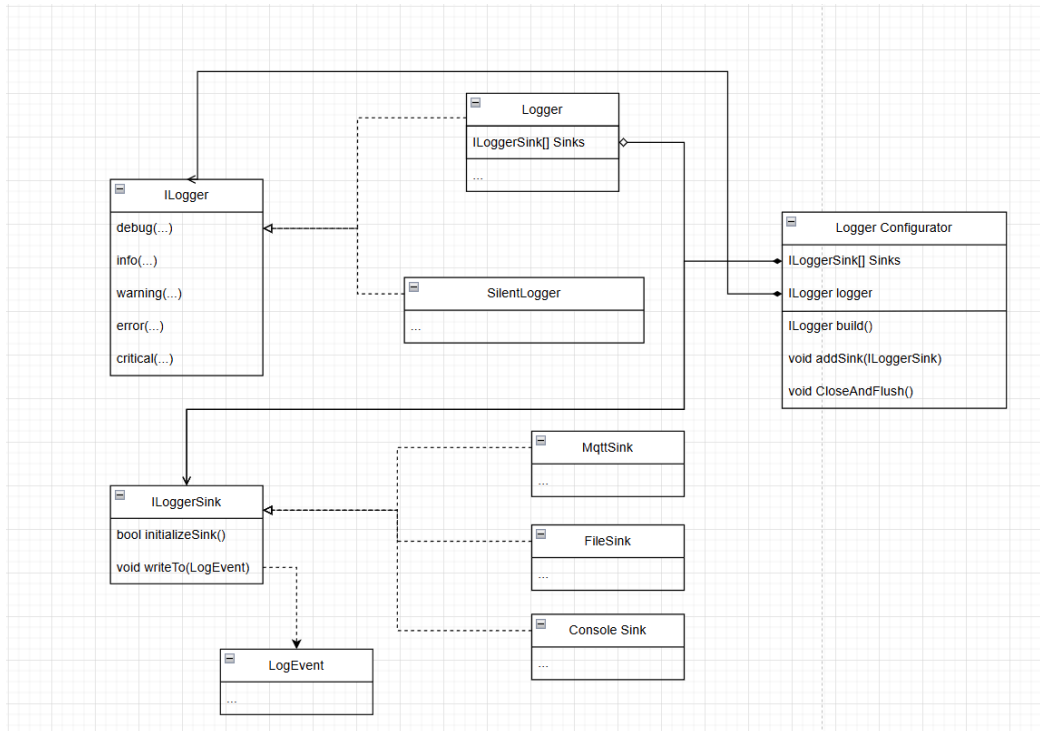 Logger
ILoggerSink[] Sinks
...
ILogger
debug(...)
info(...)
warning(...)
error(...)
critical(...)
Logger Configurator
ILoggerSink[] Sinks
ILogger logger
ILogger build()
void addSink(ILoggerSink)
void CloseAndFlush()
SilentLogger
...
MqttSink
...
ILoggerSink
bool initializeSink()
void writeTo(LogEvent)
FileSink
...
Console Sink
...
LogEvent
...